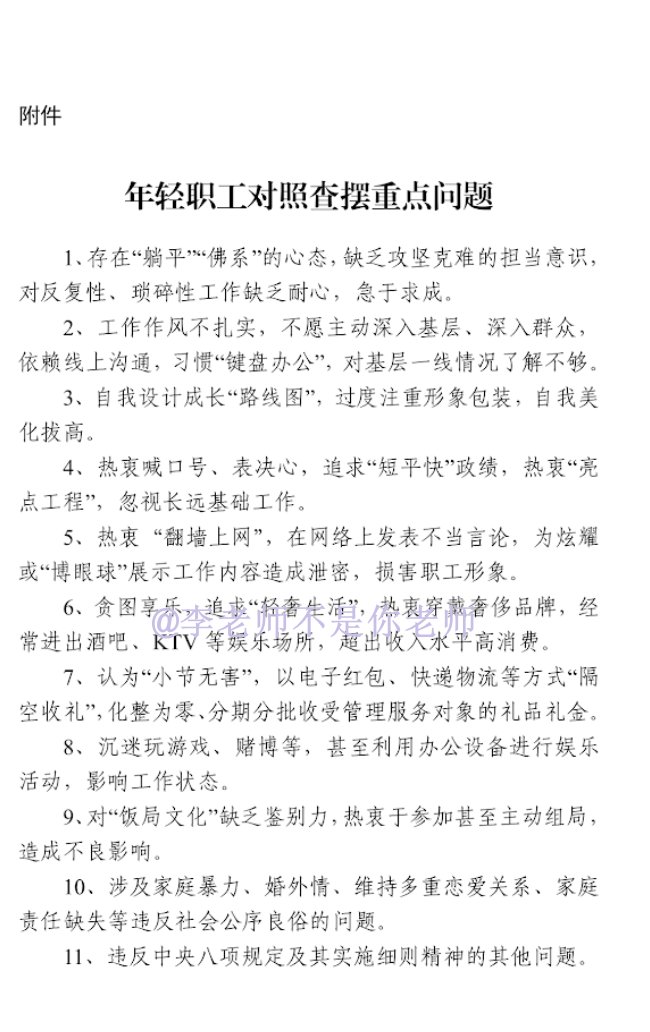 附件
年轻职工对照查摆重点问题
1、存在“躺平”“佛系”的心态，缺乏攻坚克难的担当意识，
对反复性、琐碎性工作缺乏耐心，急于求成。
2、工作作风不扎实，不愿主动深入基层、深入群众，
依赖线上沟通，习惯“键盘办公”，对基层一线情况了解不够。
3、自我设计成长“路线图”，过度注重形象包装，自我美
化拔高。
4、热衷喊口号、表决心，追求“短平快”政绩，热衷“亮
点工程”，忽视长远基础工作。
5、热衷“翻墙上网”，在网络上发表不当言论，为炫耀
或“博眼球”展示工作内容造成泄密，损害职工形象。
6、贪图享乐，追求“轻奢生活”，热衷穿戴奢侈品牌，经
@李老师不是你老师
常进出酒吧、KTV 等娱乐场所，超出收入水平高消费。
7、认为“小节无害”，以电子红包、快递物流等方式“隔
空收礼”，化整为零、分期分批收受管理服务对象的礼品礼金。
8、沉迷玩游戏、赌博等，甚至利用办公设备进行娱乐
活动，影响工作状态。
9、对“饭局文化”缺乏鉴别力，热衷于参加甚至主动组局，
造成不良影响。
10、涉及家庭暴力、婚外情、维持多重恋爱关系、家庭
责任缺失等违反社会公序良俗的问题。
11、违反中央八项规定及其实施细则精神的其他问题。